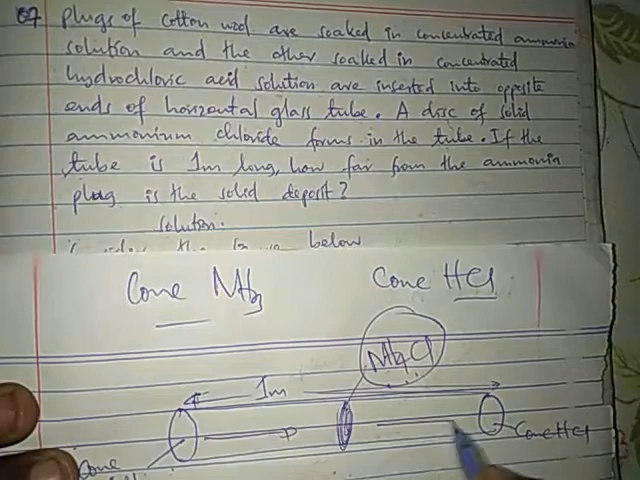 07 plugs of cotton wool are soaked in concentrated ammonia
solution and the other soaked in concentrated
hydrochloric acid solution are inserted into opposite
ends of horizontal glass tube. A disc of solid
ammonium chloride forms in the tube. If the
tube is 1m long, how far from the ammonia
plug is the solid deposit?
solution.
below
Conc NH3
Conc HCl
NH4Cl
1m
Conc HCl
Conc